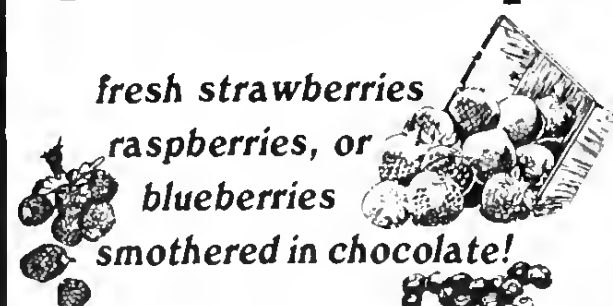 fresh strawberries
raspberries, or
blueberries
smothered in chocolate!